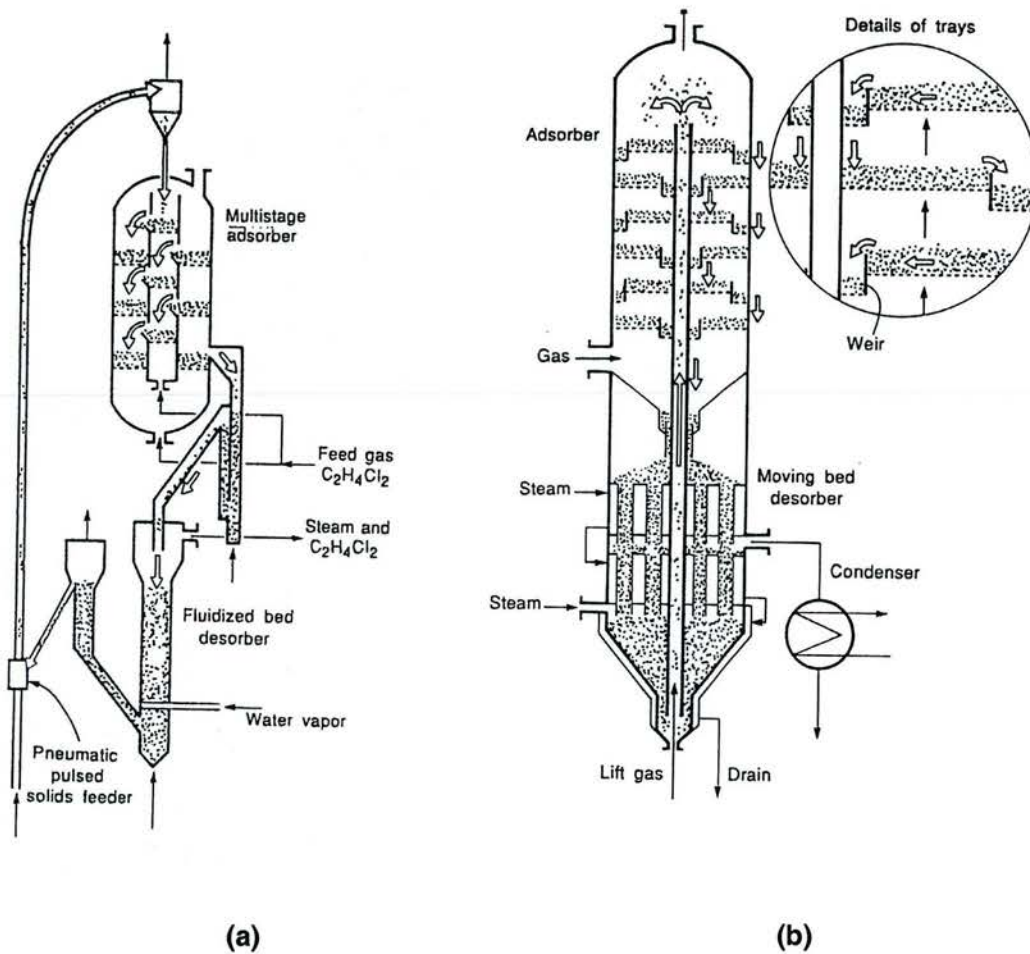 Multistage
adsorber
Feed gas
C₂H₄Cl₂
Steam and
C₂H₄Cl₂
Fluidized bed
desorber
Water vapor
Pneumatic
pulsed
solids feeder
(a)
Details of trays
Adsorber
Weir
Gas
Moving bed
desorber
Steam
Condenser
Steam
Lift gas
Drain
(b)